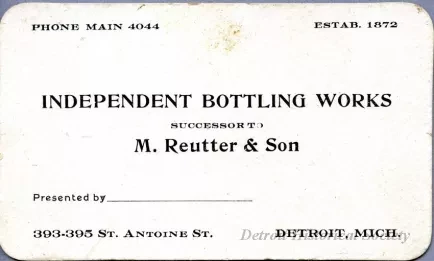 PHONE MAIN 4044
ESTAB. 1872
INDEPENDENT BOTTLING WORKS
SUCCESSOR TO
M. Reutter & Son
Presented by
393-395 ST. ANTOINE ST.
DETROIT, MICH.
Detroit Historical Society